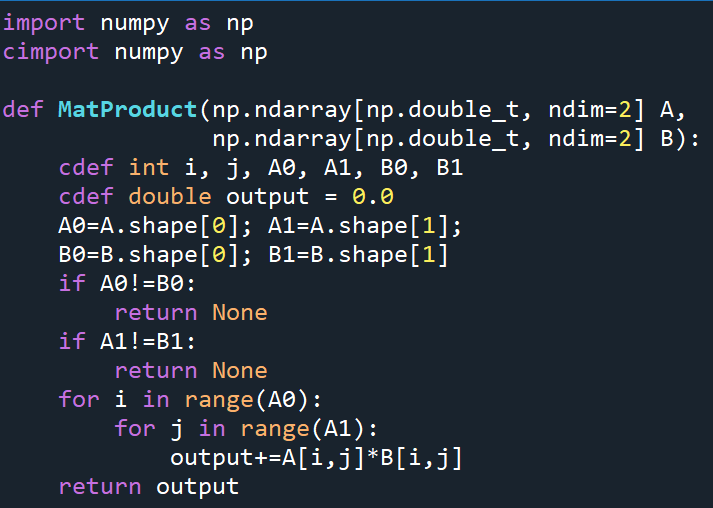 import numpy as np
cimport numpy as np

def MatProduct(np.ndarray[np.double_t, ndim=2] A,
               np.ndarray[np.double_t, ndim=2] B):
    cdef int i, j, A0, A1, B0, B1
    cdef double output = 0.0
    A0=A.shape[0]; A1=A.shape[1];
    B0=B.shape[0]; B1=B.shape[1]
    if A0!=B0:
        return None
    if A1!=B1:
        return None
    for i in range(A0):
        for j in range(A1):
            output+=A[i,j]*B[i,j]
    return output